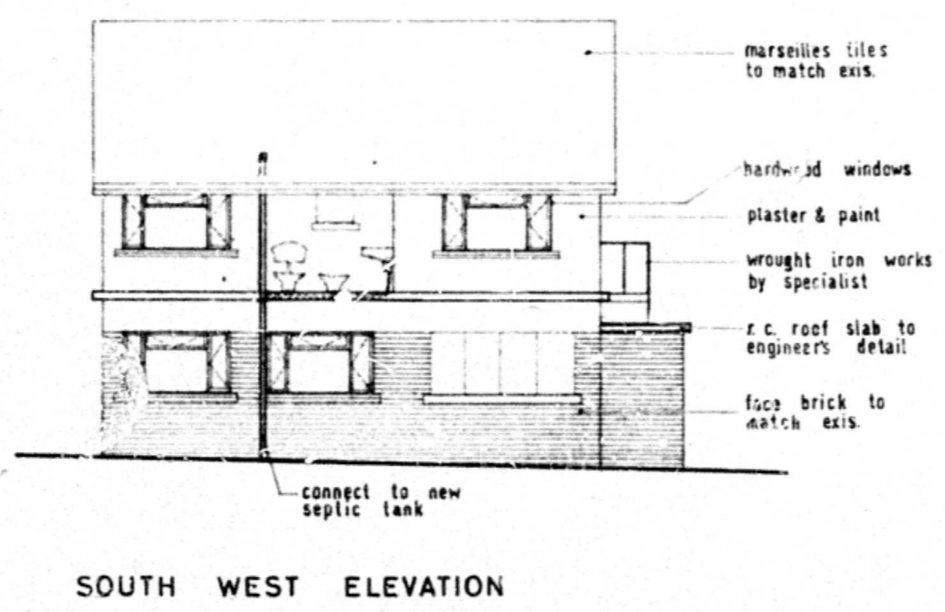 marseilles tiles
to match exis.
hardwood windows
plaster & paint
wrought iron works
by specialist
r.c. roof slab to
engineer's detail
face brick to
match exis.
connect to new
septic tank
SOUTH WEST ELEVATION